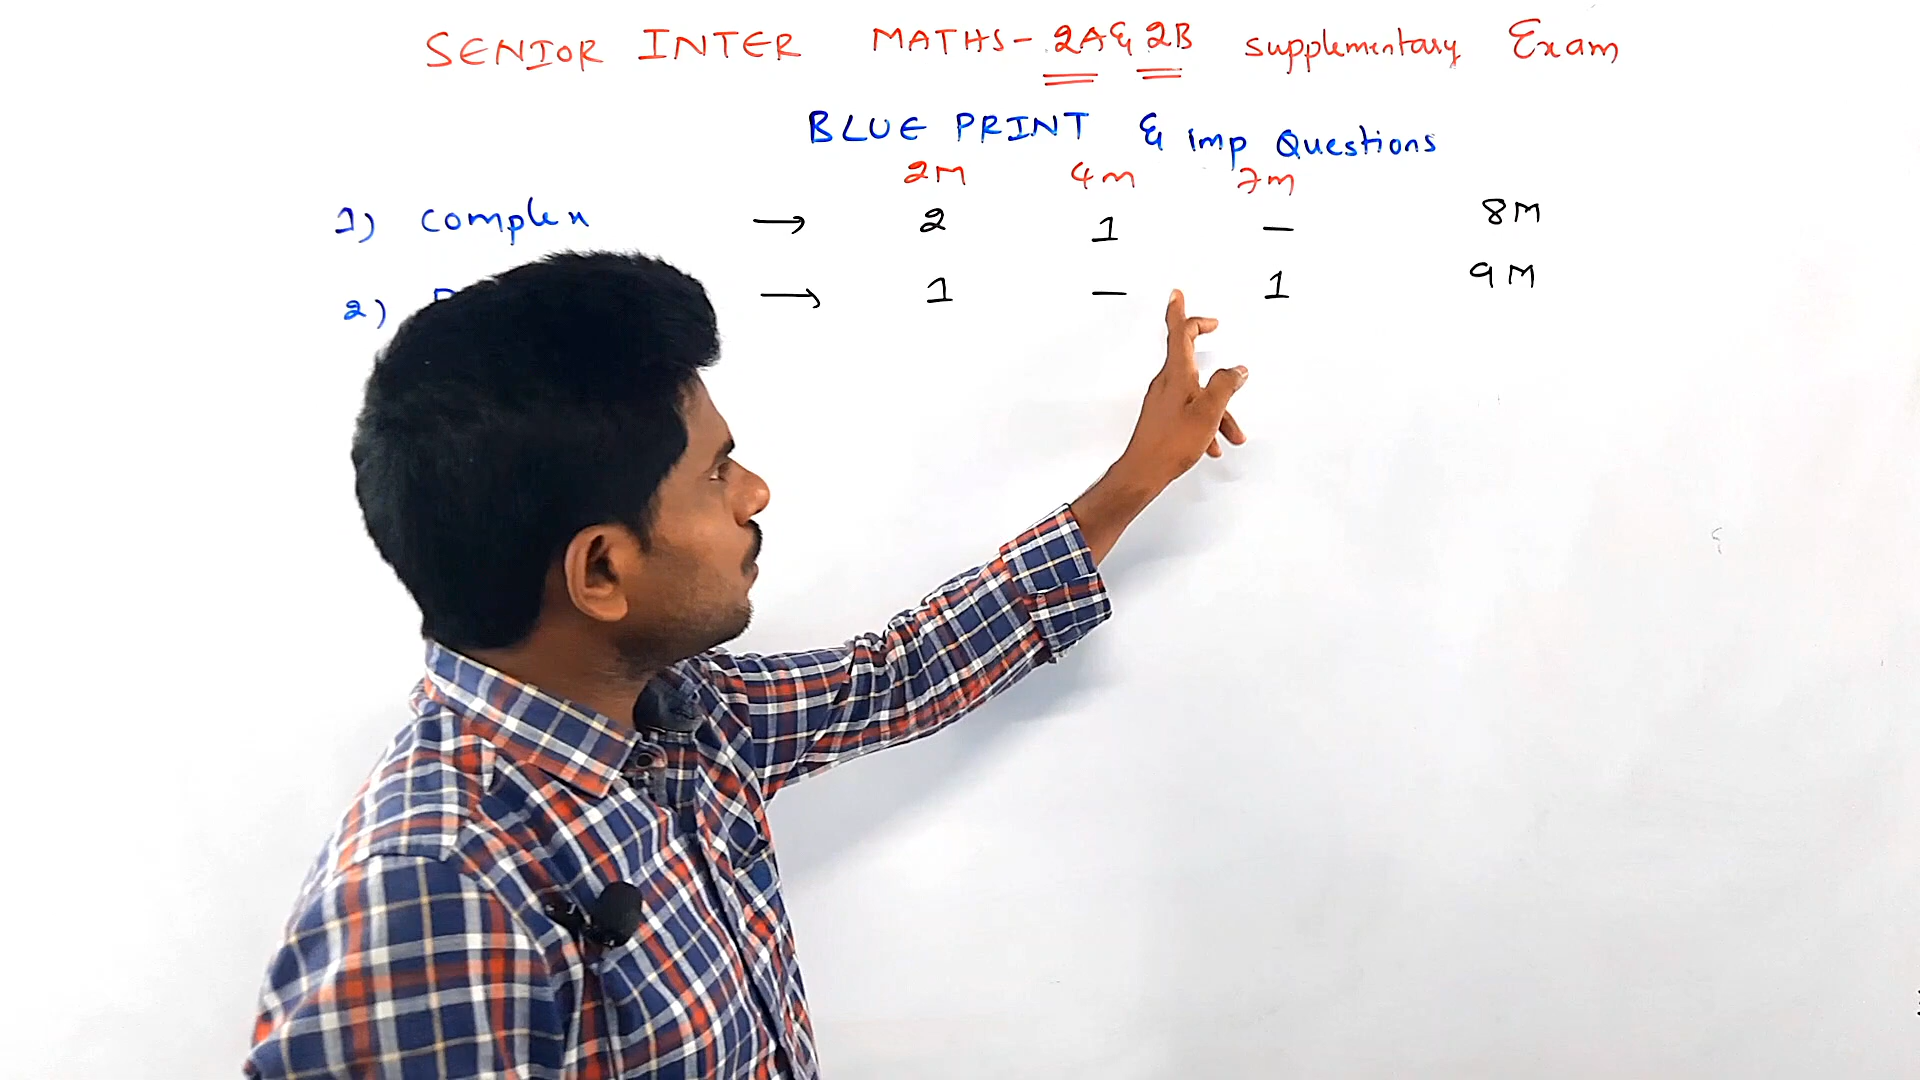 SENIOR INTER MATHS - 2A & 2B supplementary Exam
BLUE PRINT & imp Questions
2M 4m 7m
1) complex → 2 1 — 8M
2) → 1 — 1 9M